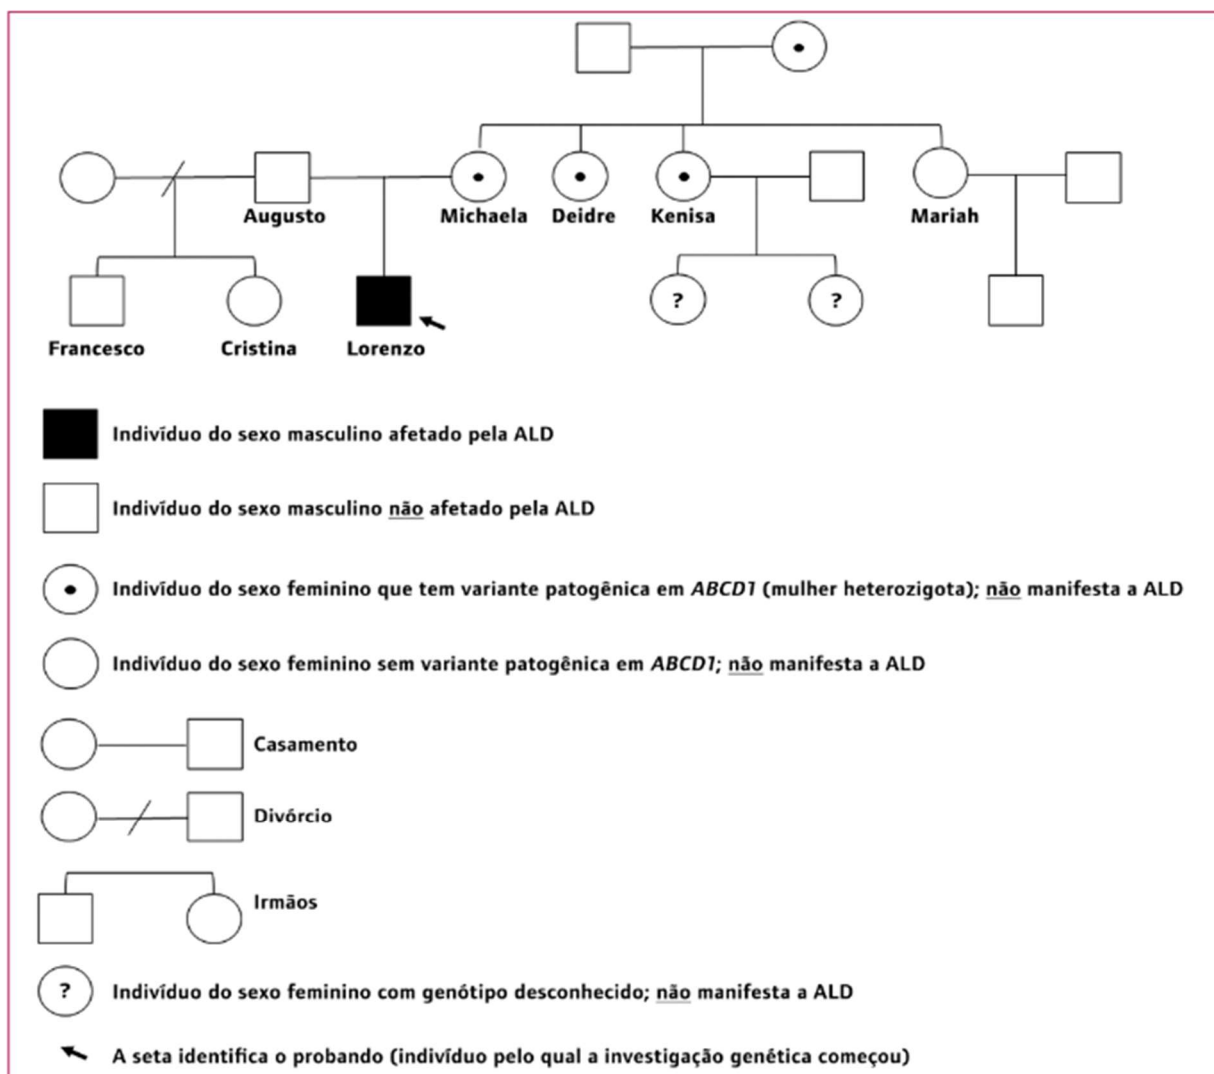 Augusto
Michaela
Deidre
Kenisa
Mariah
?
?
Francesco
Cristina
Lorenzo
Indivíduo do sexo masculino afetado pela ALD
Indivíduo do sexo masculino não afetado pela ALD
Indivíduo do sexo feminino que tem variante patogênica em ABCD1 (mulher heterozigota); não manifesta a ALD
Indivíduo do sexo feminino sem variante patogênica em ABCD1; não manifesta a ALD
Casamento
Divórcio
Irmãos
? Indivíduo do sexo feminino com genótipo desconhecido; não manifesta a ALD
A seta identifica o probando (indivíduo pelo qual a investigação genética começou)